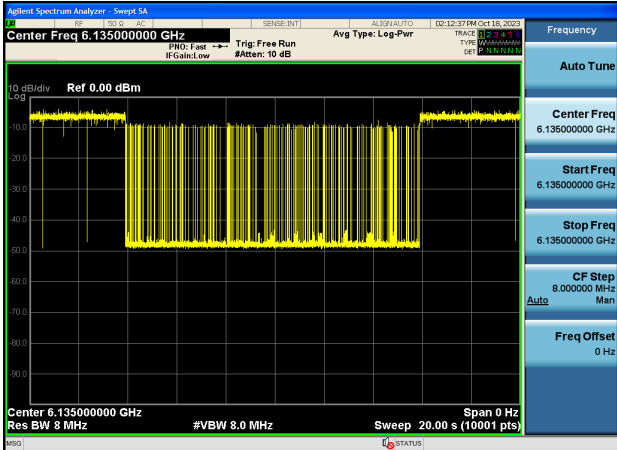 Agilent Spectrum Analyzer - Swept SA
RF 50 Ω AC SENSE:INT ALIGN AUTO 02:12:37 PM Oct 18, 2023
Center Freq 6.135000000 GHz
PNO: Fast
IFGain:Low
Trig: Free Run
#Atten: 10 dB
Avg Type: Log-Pwr
TRACE 1 2 3 4 5 6
TYPE
DET P N N N N N
10 dB/div
Log
Ref 0.00 dBm
-10.0
-20.0
-30.0
-40.0
-50.0
-60.0
-70.0
-80.0
-90.0
Center 6.135000000 GHz
Span 0 Hz
Res BW 8 MHz
#VBW 8.0 MHz
Sweep 20.00 s (10001 pts)
MSG
STATUS
Frequency
Auto Tune
Center Freq
6.135000000 GHz
Start Freq
6.135000000 GHz
Stop Freq
6.135000000 GHz
CF Step
8.000000 MHz
Auto Man
Freq Offset
0 Hz